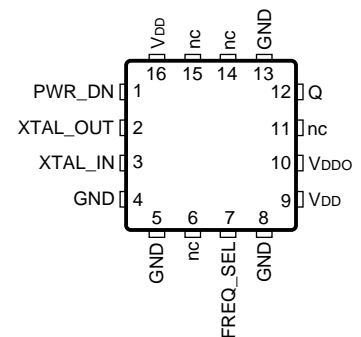 VDD nc nc GND
16 15 14 13
PWR_DN 1 12 Q
XTAL_OUT 2 11 nc
XTAL_IN 3 10 VDDO
GND 4 9 VDD
5 6 7 8
GND nc FREQ_SEL GND